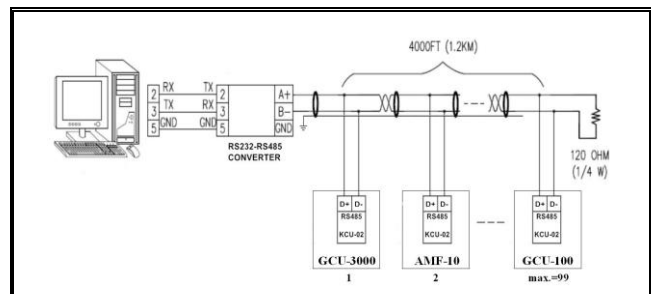 4000FT (1.2KM)
2 RX TX 2 A+
3 TX RX 3 B-
5 GND GND 5 GND
RS232-RS485
CONVERTER
120 OHM
(1/4 W)
D+ D- D+ D- D+ D-
RS485 RS485 RS485
KCU-02 KCU-02 KCU-02
GCU-3000 AMF-10 GCU-100
1 2 max.=99